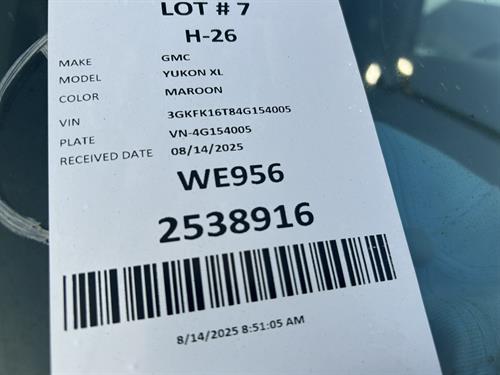 LOT # 7
H-26
MAKE GMC
MODEL YUKON XL
COLOR MAROON
VIN 3GKFK16T84G154005
PLATE VN-4G154005
RECEIVED DATE 08/14/2025
WE956
2538916
8/14/2025 8:51:05 AM